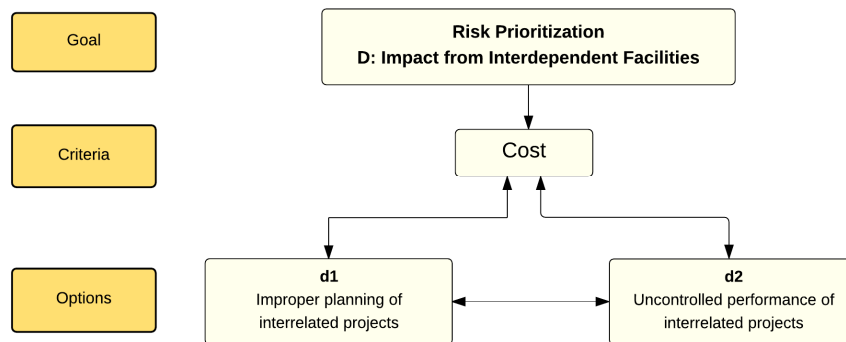 Goal
Risk Prioritization
D: Impact from Interdependent Facilities
Criteria
Cost
Options
d1
Improper planning of
interrelated projects
d2
Uncontrolled performance of
interrelated projects